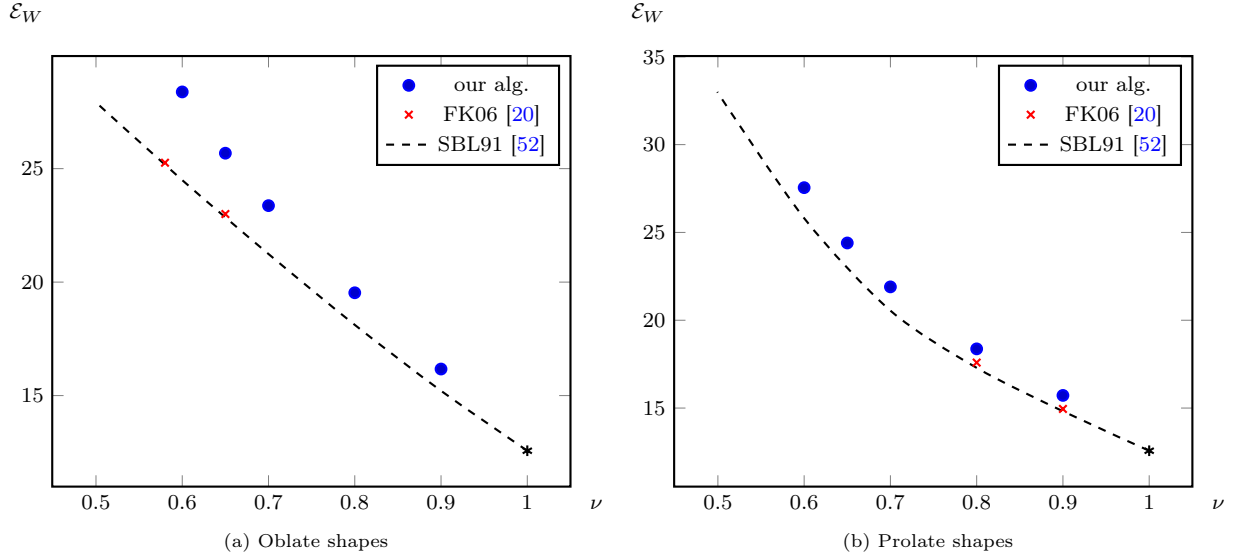 ℰ_W
our alg.
FK06 [20]
SBL91 [52]
25
20
15
0.5 0.6 0.7 0.8 0.9 1 ν
(a) Oblate shapes
ℰ_W
35
our alg.
FK06 [20]
SBL91 [52]
30
25
20
15
0.5 0.6 0.7 0.8 0.9 1 ν
(b) Prolate shapes